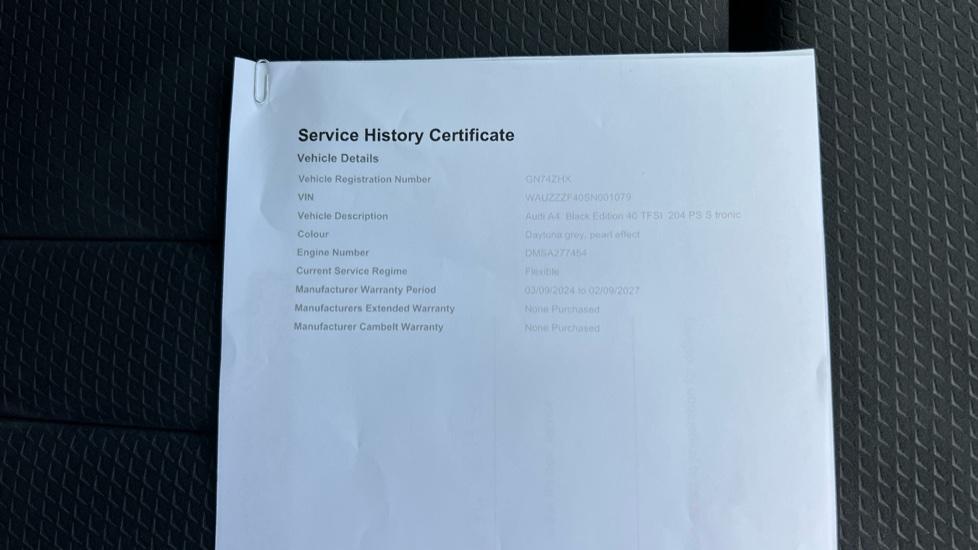 Service History Certificate
Vehicle Details
Vehicle Registration Number GN74ZHX
VIN WAUZZZF40SN001079
Vehicle Description Audi A4 Black Edition 40 TFSI 204 PS S tronic
Colour Daytona grey, pearl effect
Engine Number DMSA277454
Current Service Regime Flexible
Manufacturer Warranty Period 03/09/2024 to 02/09/2027
Manufacturers Extended Warranty None Purchased
Manufacturer Cambelt Warranty None Purchased